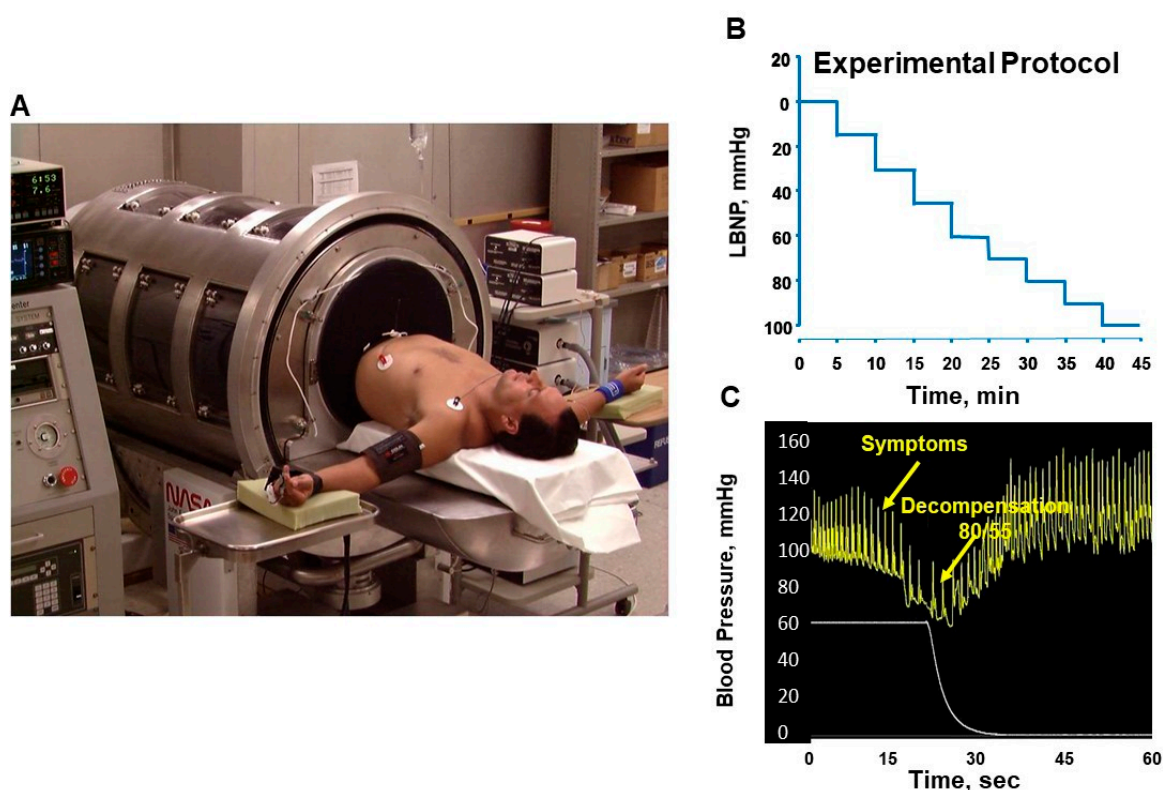 A
6:53
7.6
center
SYSTEM
NASA
B
Experimental Protocol
LBNP, mmHg
20
0
20
40
60
80
100
0 5 10 15 20 25 30 35 40 45
Time, min
C
Blood Pressure, mmHg
160
140
120
100
80
60
40
20
0
Symptoms
Decompensation
80/55
0 15 30 45 60
Time, sec